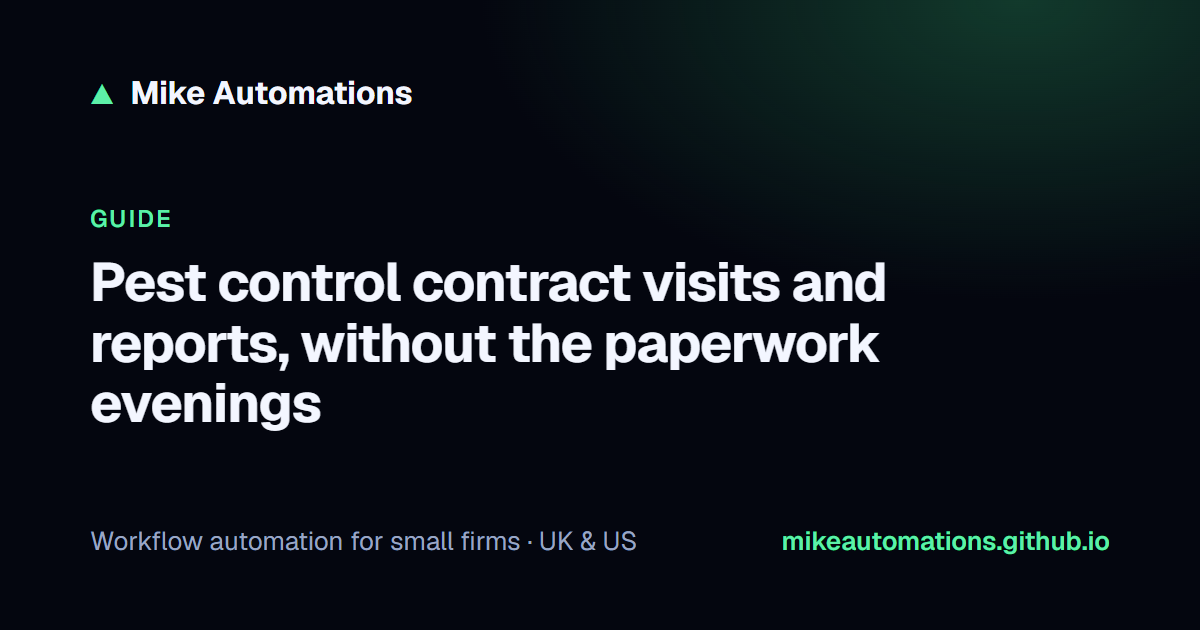 Mike Automations
GUIDE
Pest control contract visits and
reports, without the paperwork
evenings
Workflow automation for small firms · UK & US
mikeautomations.github.io